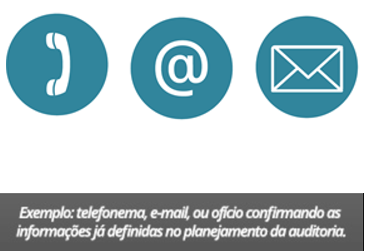 @
Exemplo: telefonema, e-mail, ou ofício confirmando as
informações já definidas no planejamento da auditoria.